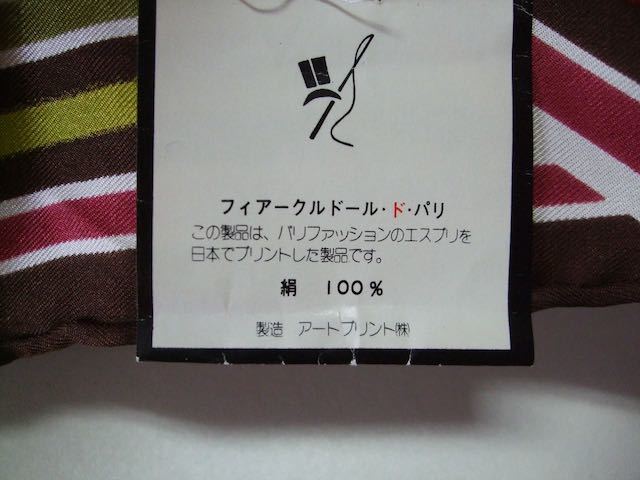 フィアークルドール・ド・パリ
この製品は、パリファッションのエスプリを
日本でプリントした製品です。
絹 100%
製造 アートプリント㈱